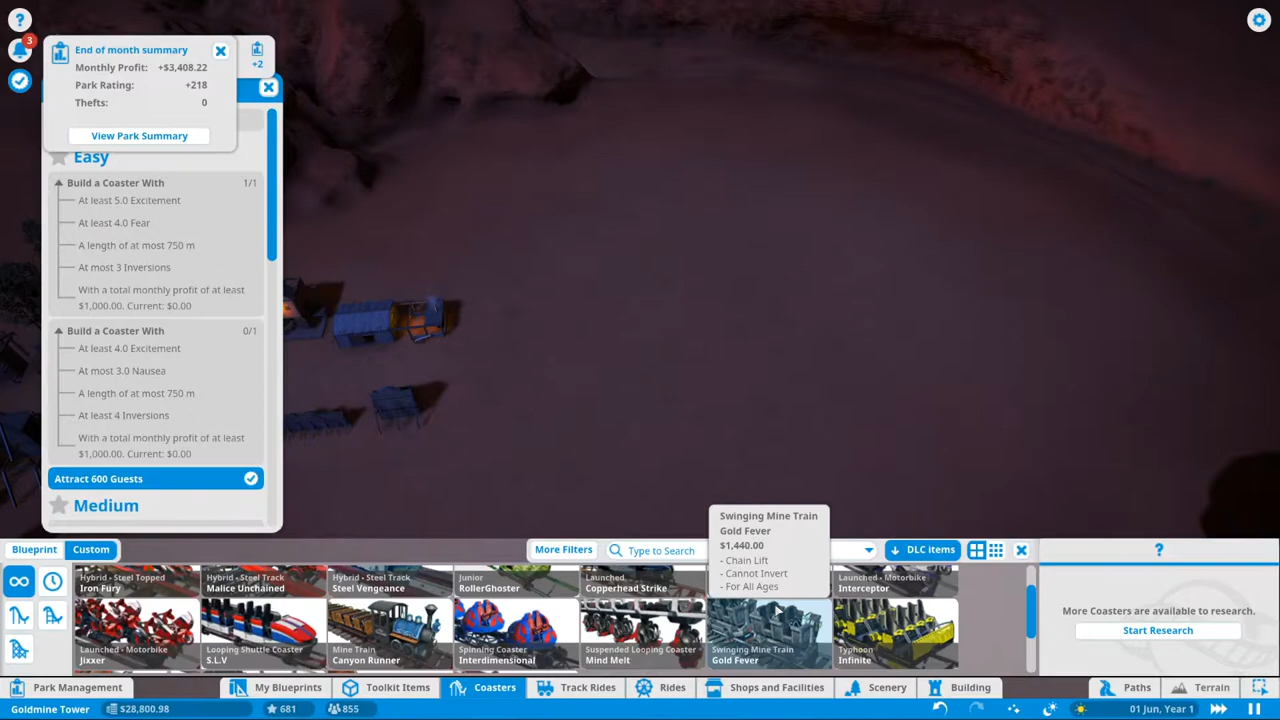 ?
3
End of month summary
Monthly Profit: +$3,408.22
Park Rating: +218
Thefts: 0
View Park Summary
+2
Easy
Build a Coaster With 1/1
At least 5.0 Excitement
At least 4.0 Fear
A length of at most 750 m
At most 3 Inversions
With a total monthly profit of at least
$1,000.00. Current: $0.00
Build a Coaster With 0/1
At least 4.0 Excitement
At most 3.0 Nausea
A length of at most 750 m
At least 4 Inversions
With a total monthly profit of at least
$1,000.00. Current: $0.00
Attract 600 Guests
Medium
Swinging Mine Train
Gold Fever
$1,440.00
- Chain Lift
- Cannot Invert
- For All Ages
Blueprint Custom More Filters Type to Search DLC items ?
Hybrid - Steel Topped
Iron Fury
Hybrid - Steel Track
Malice Unchained
Hybrid - Steel Track
Steel Vengeance
Junior
RollerGhoster
Launched
Copperhead Strike
Launched - Motorbike
Interceptor
Launched - Motorbike
Jixxer
Looping Shuttle Coaster
S.L.V
Mine Train
Canyon Runner
Spinning Coaster
Interdimensional
Suspended Looping Coaster
Mind Melt
Swinging Mine Train
Gold Fever
Typhoon
Infinite
More Coasters are available to research.
Start Research
Park Management My Blueprints Toolkit Items Coasters Track Rides Rides Shops and Facilities Scenery Building Paths Terrain
Goldmine Tower $28,800.98 681 855 01 Jun, Year 1